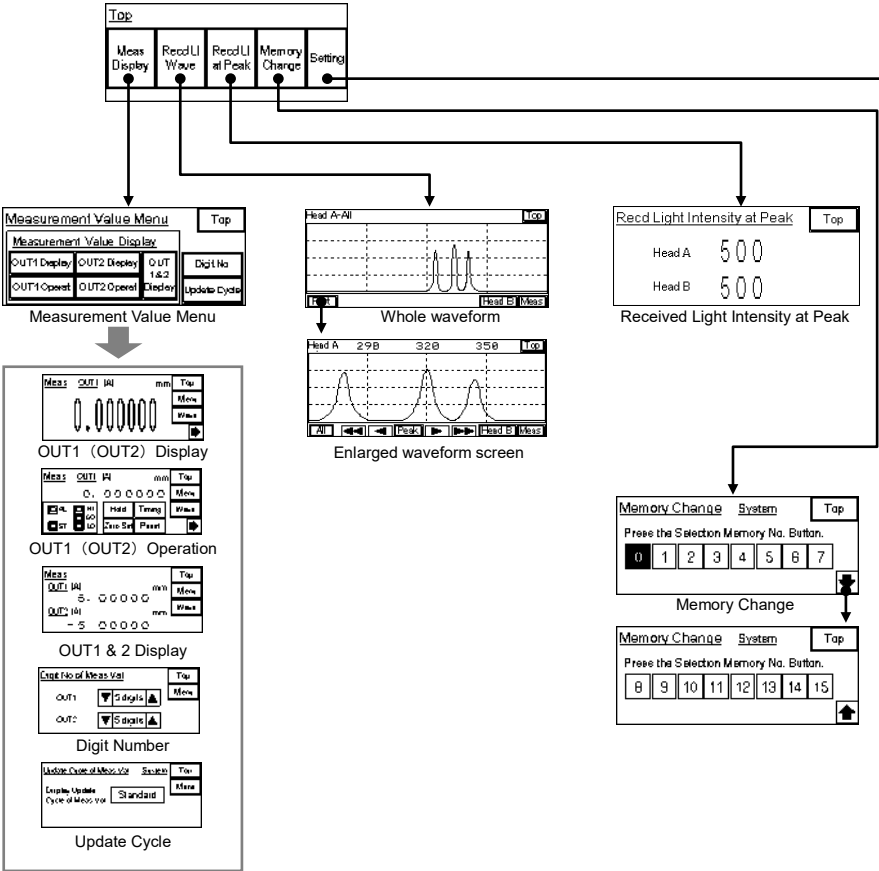 Top
Meas Display
Recd LI Wave
Recd LI at Peak
Memory Change
Setting
Measurement Value Menu
Top
Measurement Value Display
OUT1 Display
OUT2 Display
OUT 1&2 Display
Digit No
OUT1 Operat
OUT2 Operat
Update Cycle
Measurement Value Menu
Head A-All
Top
Head B
Meas
Whole waveform
Recd Light Intensity at Peak
Top
Head A 500
Head B 500
Received Light Intensity at Peak
Head A 290 320 350 Top
All
Peak
Head B
Meas
Enlarged waveform screen
Meas OUT1 [A] mm Top
Menu
0.000000
Wave
OUT1 (OUT2) Display
Meas OUT1 [A] mm Top
0.000000 Menu
AL HI Hold Timing Wave
GO
ST LO Zero Set Reset
OUT1 (OUT2) Operation
Meas Top
OUT1 [A] mm Menu
5.00000
OUT2 [A] mm Wave
-5.00000
OUT1 & 2 Display
Digit No of Meas Val Top
Menu
OUT1 5 digits
OUT2 5 digits
Digit Number
Update Cycle of Meas Val System Top
Menu
Display Update
Cycle of Meas Val Standard
Update Cycle
Memory Change System Top
Press the Selection Memory No. Button.
0 1 2 3 4 5 6 7
Memory Change
Memory Change System Top
Press the Selection Memory No. Button.
8 9 10 11 12 13 14 15